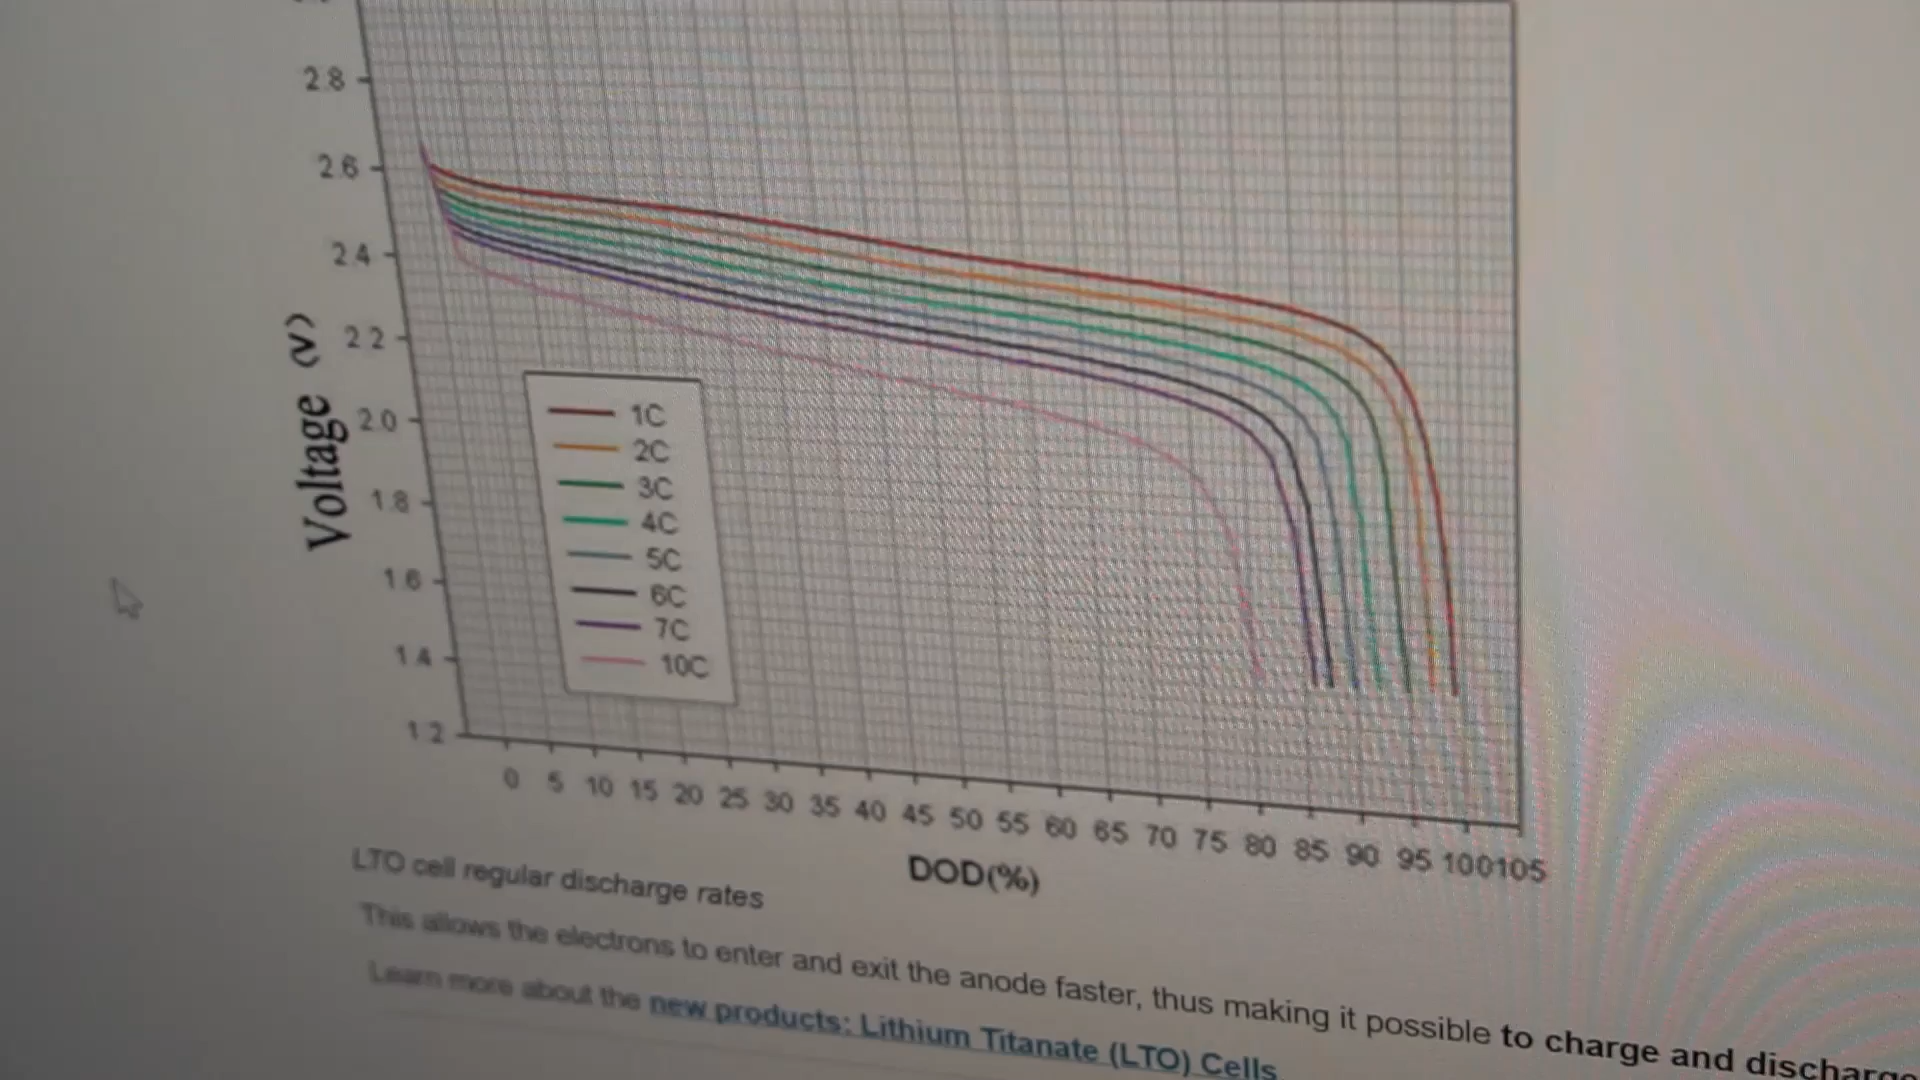 2.8
2.6
2.4
2.2
2.0
1.8
1.6
1.4
1.2
Voltage (V)
1C
2C
3C
4C
5C
6C
7C
10C
0 5 10 15 20 25 30 35 40 45 50 55 60 65 70 75 80 85 90 95 100 105
DOD(%)
LTO cell regular discharge rates
This allows the electrons to enter and exit the anode faster, thus making it possible to charge and discharge
Learn more about the new products: Lithium Titanate (LTO) Cells